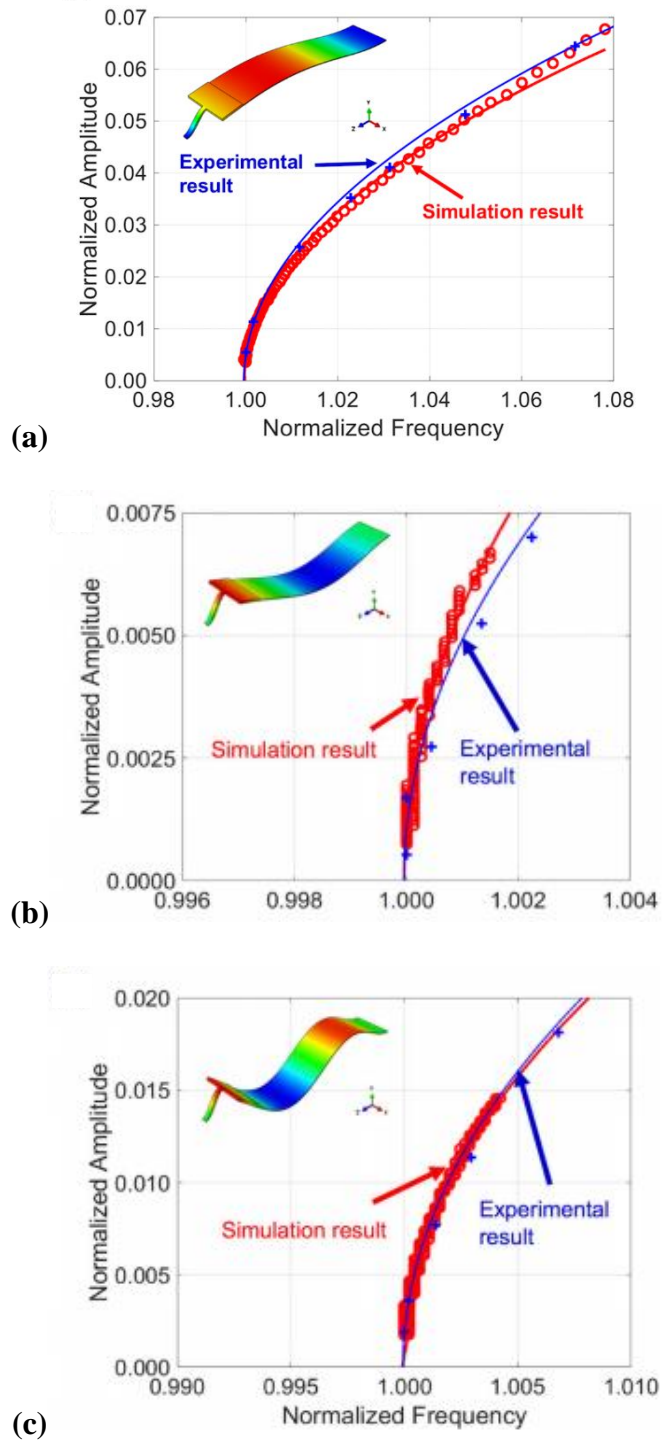 0.07
0.06
0.05
0.04
0.03
0.02
0.01
0.00
Normalized Amplitude
Y
Z X
Experimental
result
Simulation result
0.98 1.00 1.02 1.04 1.06 1.08
Normalized Frequency
(a)
0.0075
0.0050
0.0025
0.0000
Normalized Amplitude
Simulation result
Experimental
result
0.996 0.998 1.000 1.002 1.004
(b)
0.020
0.015
0.010
0.005
0.000
Normalized Amplitude
Simulation result
Experimental
result
0.990 0.995 1.000 1.005 1.010
Normalized Frequency
(c)